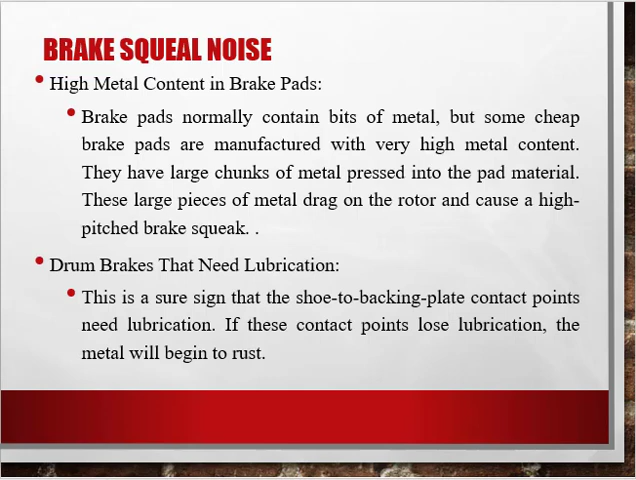 BRAKE SQUEAL NOISE
• High Metal Content in Brake Pads:
• Brake pads normally contain bits of metal, but some cheap
brake pads are manufactured with very high metal content.
They have large chunks of metal pressed into the pad material.
These large pieces of metal drag on the rotor and cause a high-
pitched brake squeak. .
• Drum Brakes That Need Lubrication:
• This is a sure sign that the shoe-to-backing-plate contact points
need lubrication. If these contact points lose lubrication, the
metal will begin to rust.